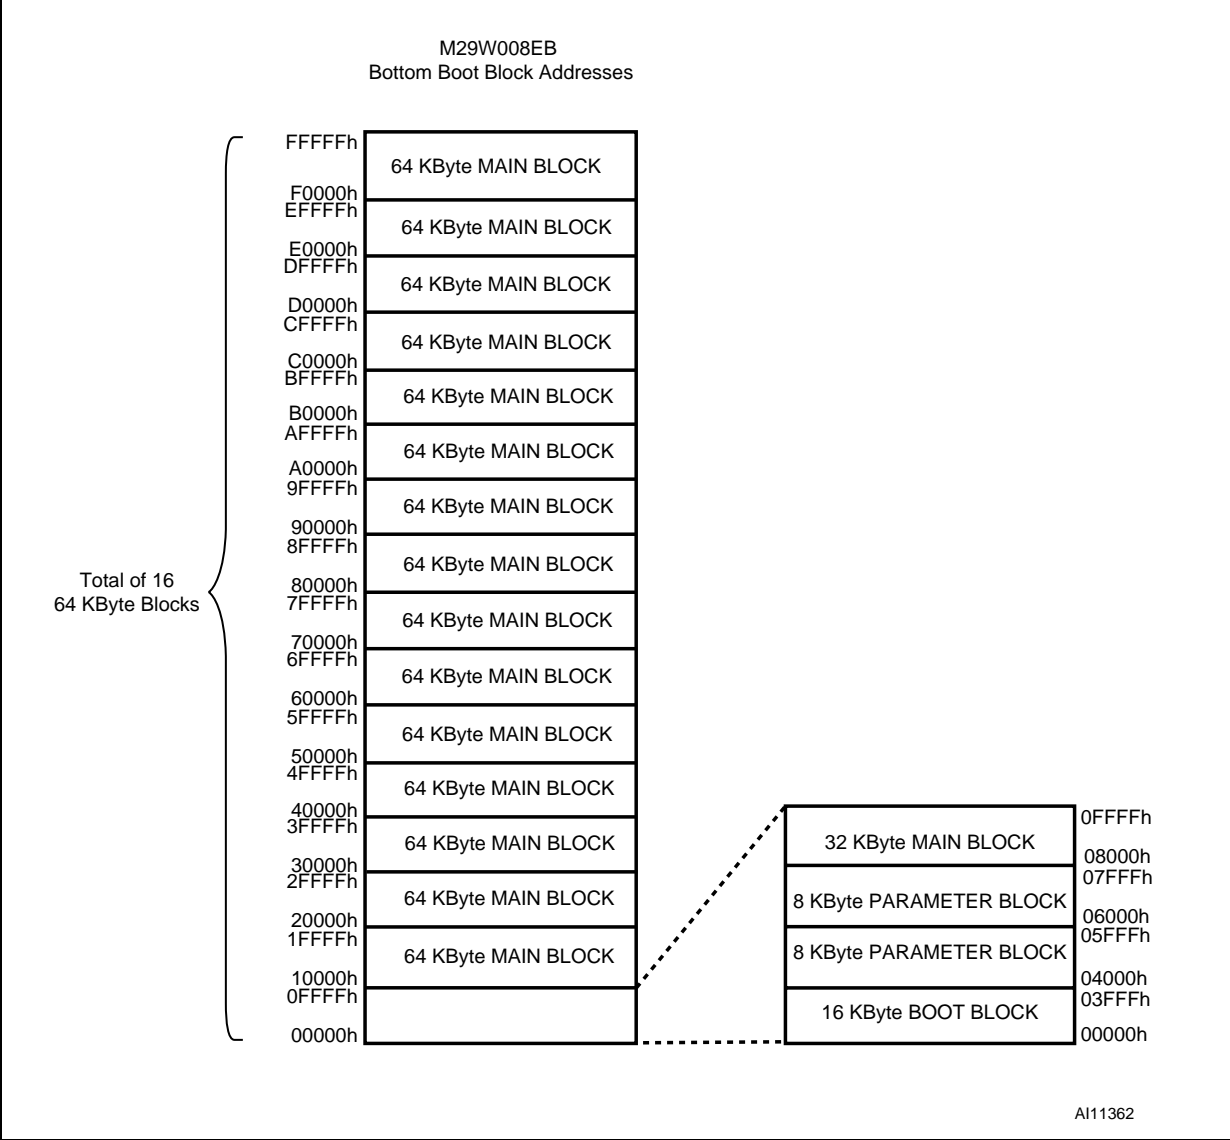 M29W008EB
Bottom Boot Block Addresses
FFFFFh
64 KByte MAIN BLOCK
F0000h
EFFFFh
64 KByte MAIN BLOCK
E0000h
DFFFFh
64 KByte MAIN BLOCK
D0000h
CFFFFh
64 KByte MAIN BLOCK
C0000h
BFFFFh
64 KByte MAIN BLOCK
B0000h
AFFFFh
64 KByte MAIN BLOCK
A0000h
9FFFFh
64 KByte MAIN BLOCK
90000h
8FFFFh
64 KByte MAIN BLOCK
80000h
7FFFFh
64 KByte MAIN BLOCK
70000h
6FFFFh
64 KByte MAIN BLOCK
60000h
5FFFFh
64 KByte MAIN BLOCK
50000h
4FFFFh
64 KByte MAIN BLOCK
40000h
3FFFFh
64 KByte MAIN BLOCK
30000h
2FFFFh
64 KByte MAIN BLOCK
20000h
1FFFFh
64 KByte MAIN BLOCK
10000h
0FFFFh
00000h
Total of 16
64 KByte Blocks
0FFFFh
32 KByte MAIN BLOCK
08000h
07FFFh
8 KByte PARAMETER BLOCK
06000h
05FFFh
8 KByte PARAMETER BLOCK
04000h
03FFFh
16 KByte BOOT BLOCK
00000h
AI11362